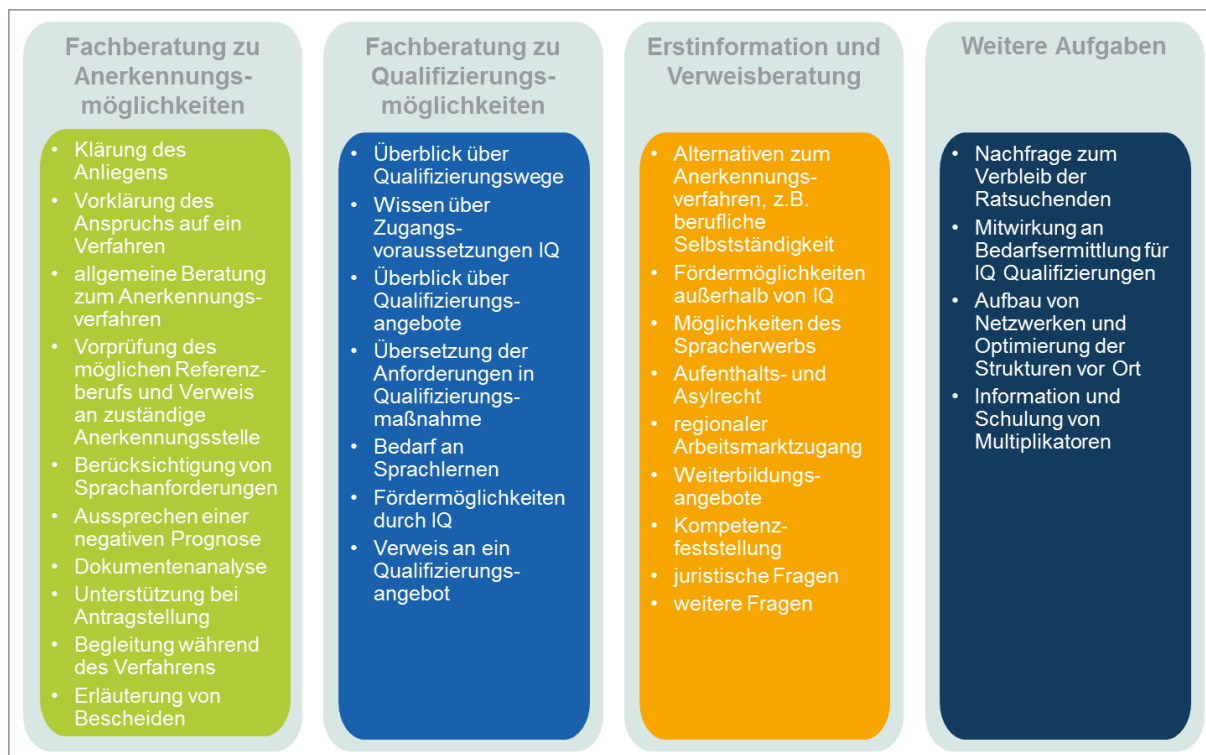 Fachberatung zu
Anerkennungs-
möglichkeiten
• Klärung des
Anliegens
• Vorklärung des
Anspruchs auf ein
Verfahren
• allgemeine Beratung
zum Anerkennungs-
verfahren
• Vorprüfung des
möglichen Referenz-
berufs und Verweis
an zuständige
Anerkennungsstelle
• Berücksichtigung von
Sprachanforderungen
• Aussprechen einer
negativen Prognose
• Dokumentenanalyse
• Unterstützung bei
Antragstellung
• Begleitung während
des Verfahrens
• Erläuterung von
Bescheiden
Fachberatung zu
Qualifizierungs-
möglichkeiten
• Überblick über
Qualifizierungswege
• Wissen über
Zugangs-
voraussetzungen IQ
• Überblick über
Qualifizierungs-
angebote
• Übersetzung der
Anforderungen in
Qualifizierungs-
maßnahme
• Bedarf an
Sprachlernen
• Fördermöglichkeiten
durch IQ
• Verweis an ein
Qualifizierungs-
angebot
Erstinformation und
Verweisberatung
• Alternativen zum
Anerkennungs-
verfahren, z.B.
berufliche
Selbstständigkeit
• Fördermöglichkeiten
außerhalb von IQ
• Möglichkeiten des
Spracherwerbs
• Aufenthalts- und
Asylrecht
• regionaler
Arbeitsmarktzugang
• Weiterbildungs-
angebote
• Kompetenz-
feststellung
• juristische Fragen
• weitere Fragen
Weitere Aufgaben
• Nachfrage zum
Verbleib der
Ratsuchenden
• Mitwirkung an
Bedarfsermittlung für
IQ Qualifizierungen
• Aufbau von
Netzwerken und
Optimierung der
Strukturen vor Ort
• Information und
Schulung von
Multiplikatoren